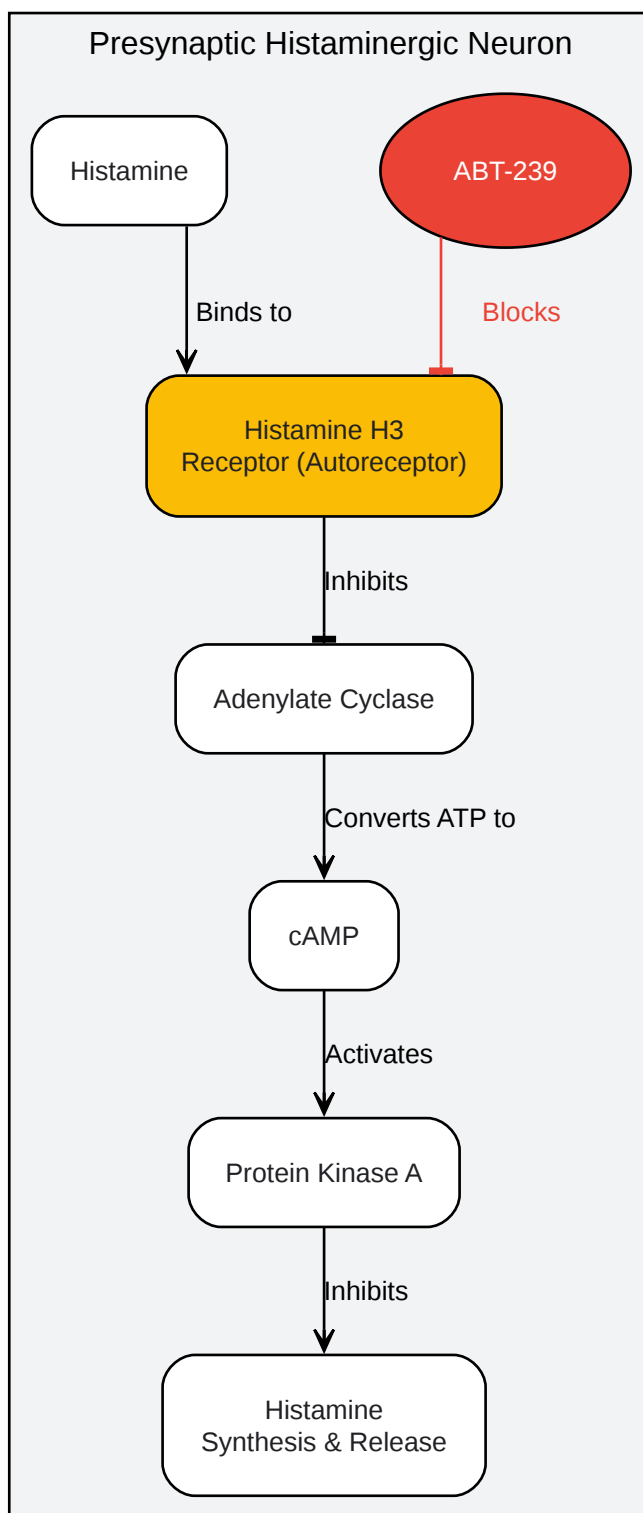 Presynaptic Histaminergic Neuron
Histamine
ABT-239
Binds to
Blocks
Histamine H3
Receptor (Autoreceptor)
Inhibits
Adenylate Cyclase
Converts ATP to
cAMP
Activates
Protein Kinase A
Inhibits
Histamine
Synthesis & Release